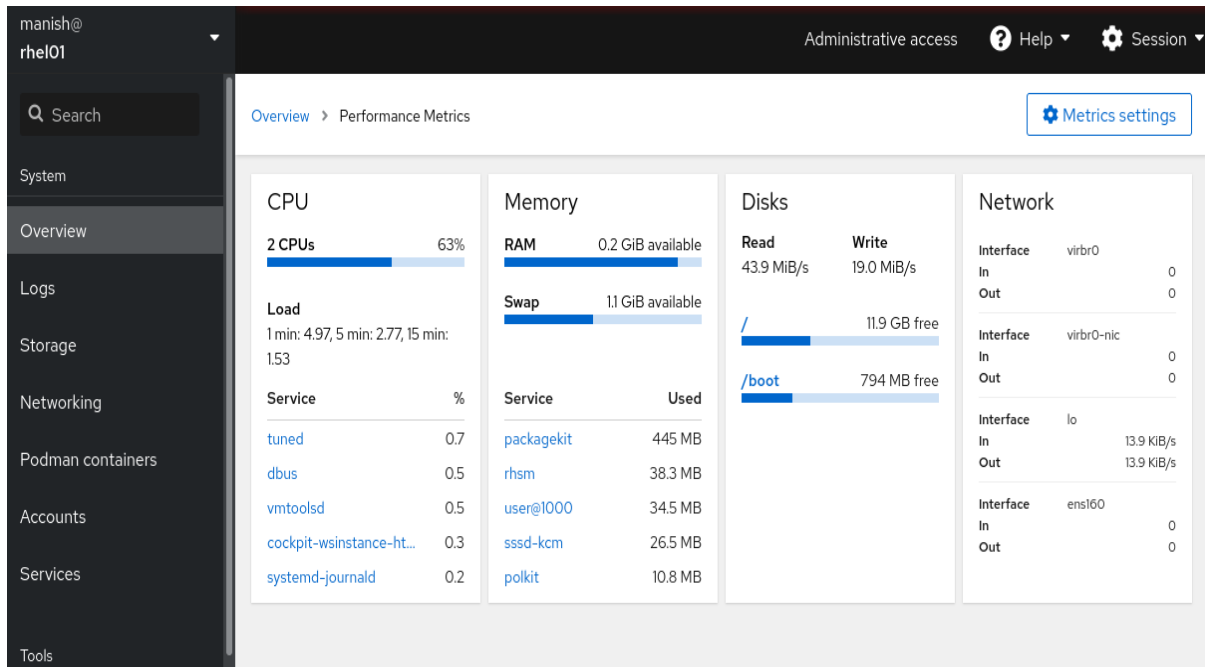 manish@
rhel01
Administrative access
Help
Session
Search
Overview > Performance Metrics
Metrics settings
System
Overview
Logs
Storage
Networking
Podman containers
Accounts
Services
Tools
CPU
2 CPUs 63%
Load
1 min: 4.97, 5 min: 2.77, 15 min:
1.53
Service %
tuned 0.7
dbus 0.5
vmtoolsd 0.5
cockpit-wsinstance-ht... 0.3
systemd-journald 0.2
Memory
RAM 0.2 GiB available
Swap 1.1 GiB available
Service Used
packagekit 445 MB
rhsm 38.3 MB
user@1000 34.5 MB
sssd-kcm 26.5 MB
polkit 10.8 MB
Disks
Read Write
43.9 MiB/s 19.0 MiB/s
/ 11.9 GB free
/boot 794 MB free
Network
Interface virbr0
In 0
Out 0
Interface virbr0-nic
In 0
Out 0
Interface lo
In 13.9 KiB/s
Out 13.9 KiB/s
Interface ens160
In 0
Out 0